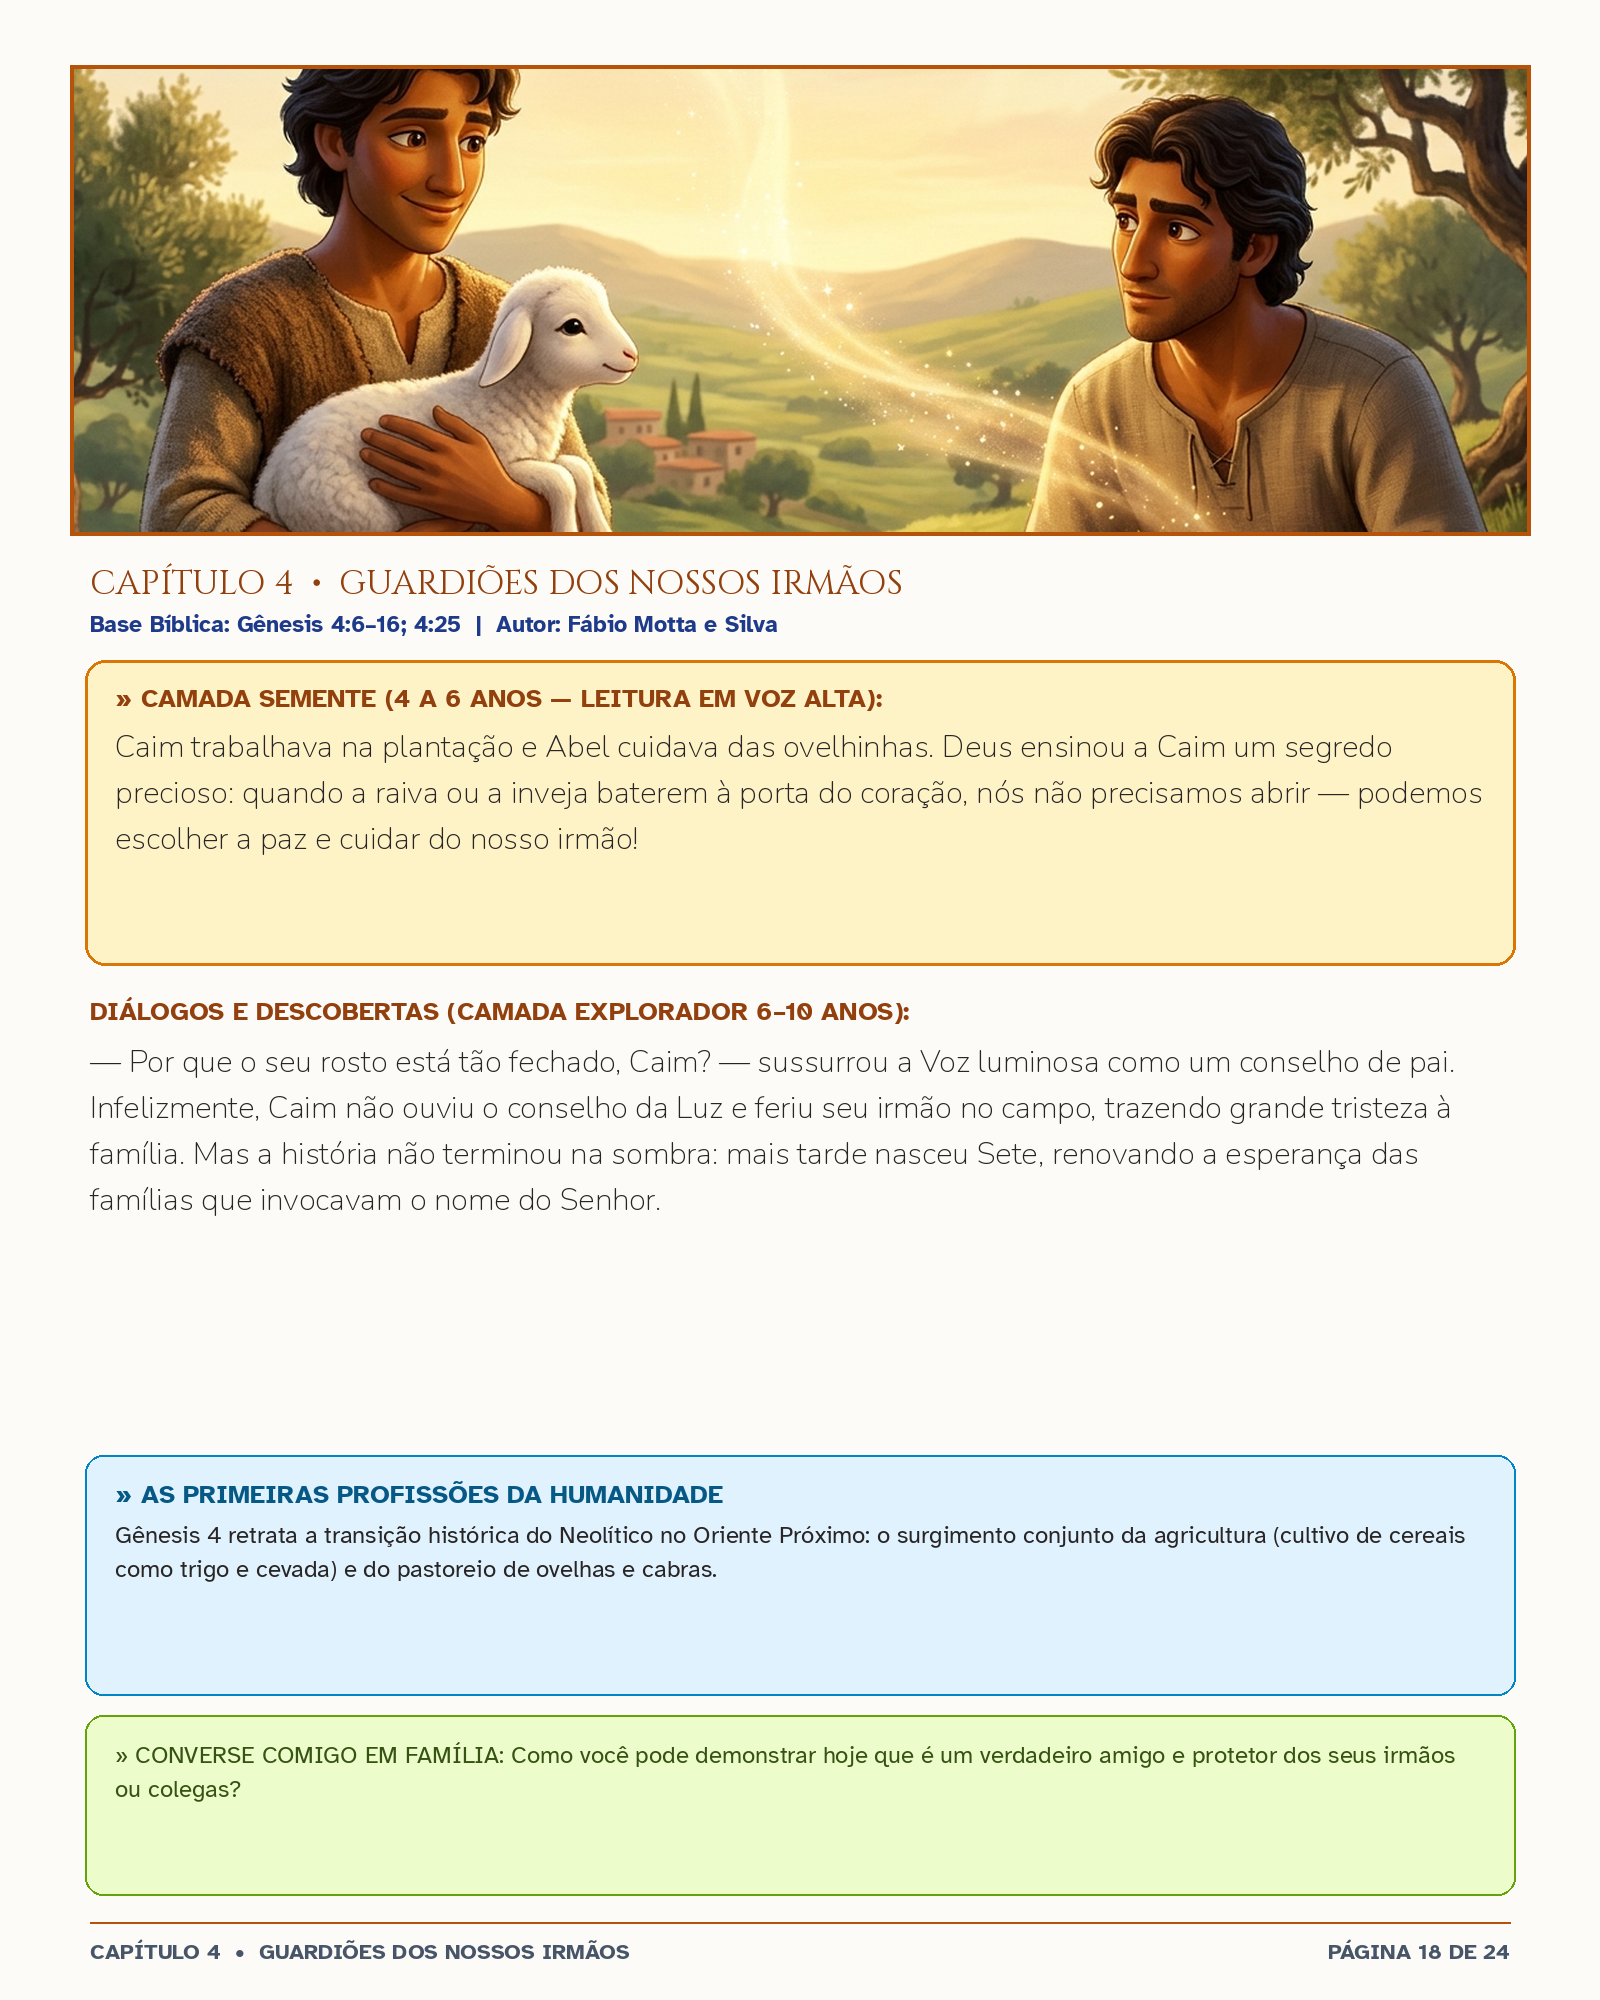 CAPÍTULO 4 • GUARDIÕES DOS NOSSOS IRMÃOS
Base Bíblica: Gênesis 4:6–16; 4:25 | Autor: Fábio Motta e Silva
» CAMADA SEMENTE (4 A 6 ANOS — LEITURA EM VOZ ALTA):
Caim trabalhava na plantação e Abel cuidava das ovelhinhas. Deus ensinou a Caim um segredo
precioso: quando a raiva ou a inveja baterem à porta do coração, nós não precisamos abrir — podemos
escolher a paz e cuidar do nosso irmão!
DIÁLOGOS E DESCOBERTAS (CAMADA EXPLORADOR 6–10 ANOS):
— Por que o seu rosto está tão fechado, Caim? — sussurrou a Voz luminosa como um conselho de pai.
Infelizmente, Caim não ouviu o conselho da Luz e feriu seu irmão no campo, trazendo grande tristeza à
família. Mas a história não terminou na sombra: mais tarde nasceu Sete, renovando a esperança das
famílias que invocavam o nome do Senhor.
» AS PRIMEIRAS PROFISSÕES DA HUMANIDADE
Gênesis 4 retrata a transição histórica do Neolítico no Oriente Próximo: o surgimento conjunto da agricultura (cultivo de cereais
como trigo e cevada) e do pastoreio de ovelhas e cabras.
» CONVERSE COMIGO EM FAMÍLIA: Como você pode demonstrar hoje que é um verdadeiro amigo e protetor dos seus irmãos
ou colegas?
CAPÍTULO 4 • GUARDIÕES DOS NOSSOS IRMÃOS
PÁGINA 18 DE 24